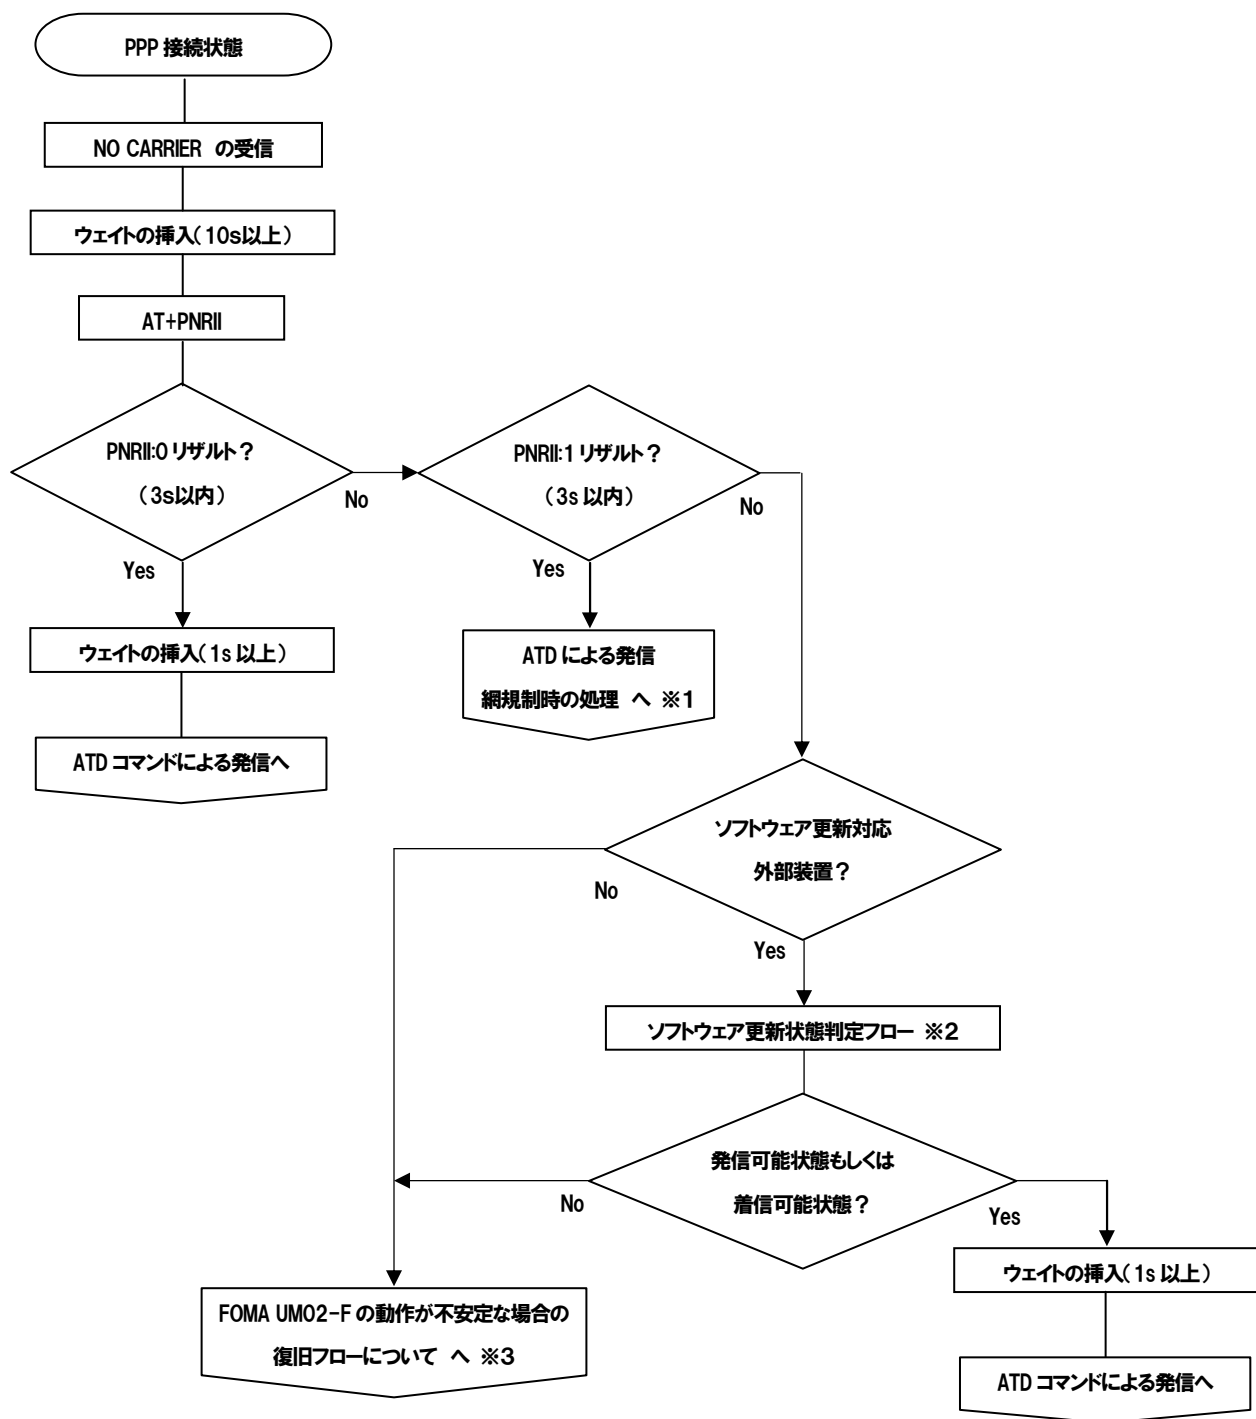 PPP 接続状態
NO CARRIER の受信
ウェイトの挿入(10s以上)
AT+PNRII
PNRII:0 リザルト?
(3s以内)
No
Yes
PNRII:1 リザルト?
(3s 以内)
No
Yes
ウェイトの挿入(1s 以上)
ATD コマンドによる発信へ
ATD による発信
網規制時の処理 へ ※1
ソフトウェア更新対応
外部装置?
No
Yes
ソフトウェア更新状態判定フロー ※2
発信可能状態もしくは
着信可能状態?
No
Yes
ウェイトの挿入(1s 以上)
FOMA UM02-F の動作が不安定な場合の
復旧フローについて へ ※3
ATD コマンドによる発信へ